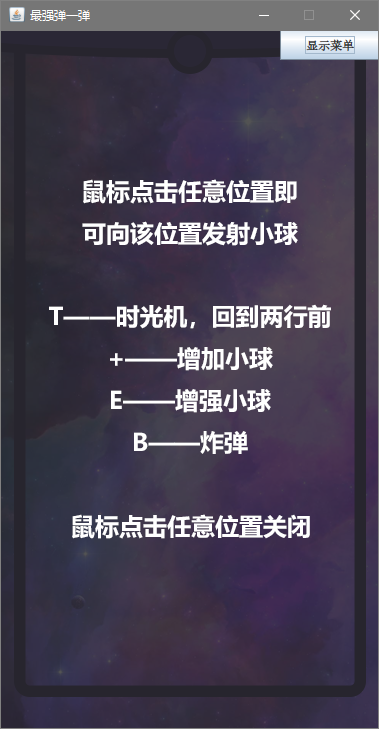 最强弹一弹
显示菜单
鼠标点击任意位置即
可向该位置发射小球
T——时光机，回到两行前
+——增加小球
E——增强小球
B——炸弹
鼠标点击任意位置关闭